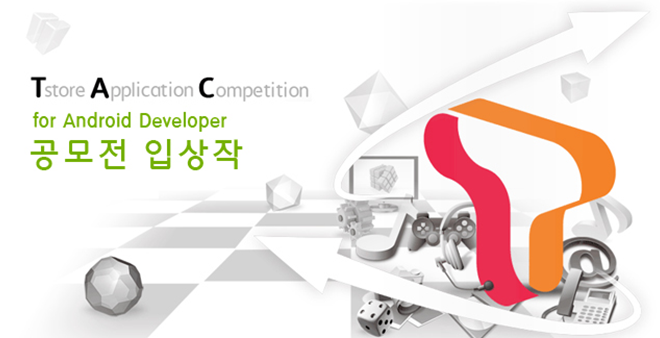 Tstore Application Competition
for Android Developer
공모전 입상작